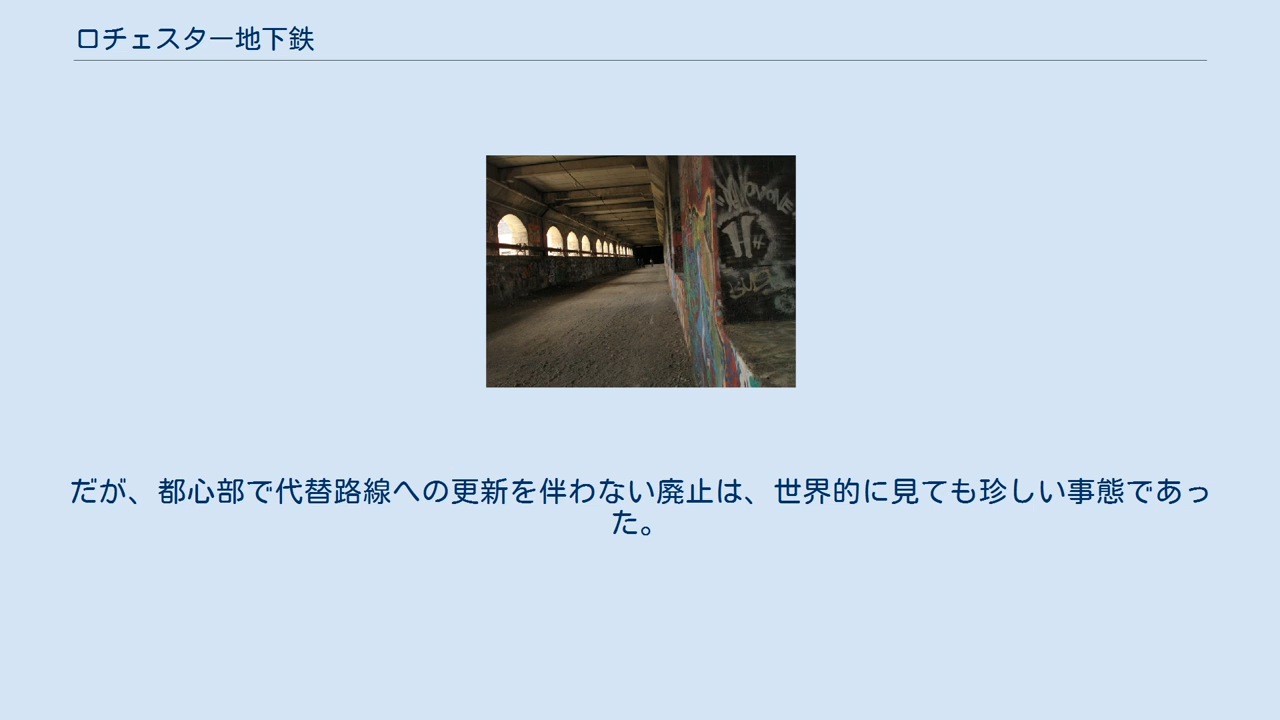 ロチェスター地下鉄
H
だが、都心部で代替路線への更新を伴わない廃止は、世界的に見ても珍しい事態であっ
た。